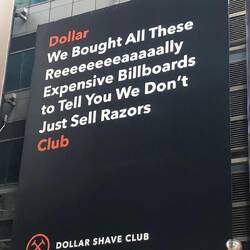 Dollar
We Bought All These
Reeeeeeeeaaaaaally
Expensive Billboards
to Tell You We Don't
Just Sell Razors
Club
DOLLAR SHAVE CLUB